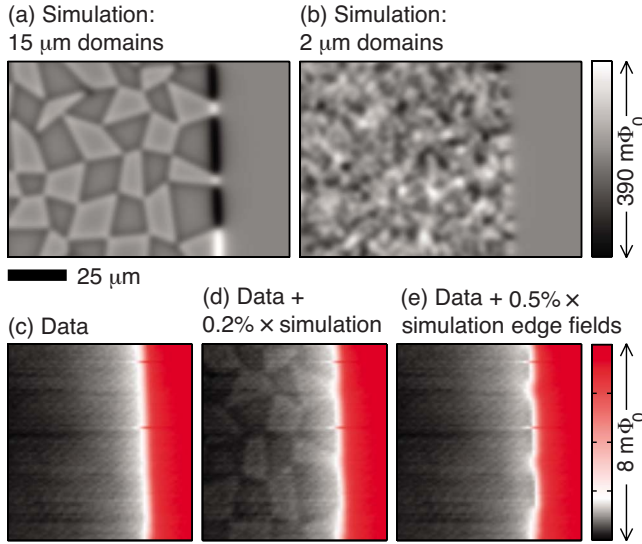 (a) Simulation:
15 μm domains
(b) Simulation:
2 μm domains
390 mΦ0
25 μm
(c) Data
(d) Data +
0.2% × simulation
(e) Data + 0.5% ×
simulation edge fields
8 mΦ0